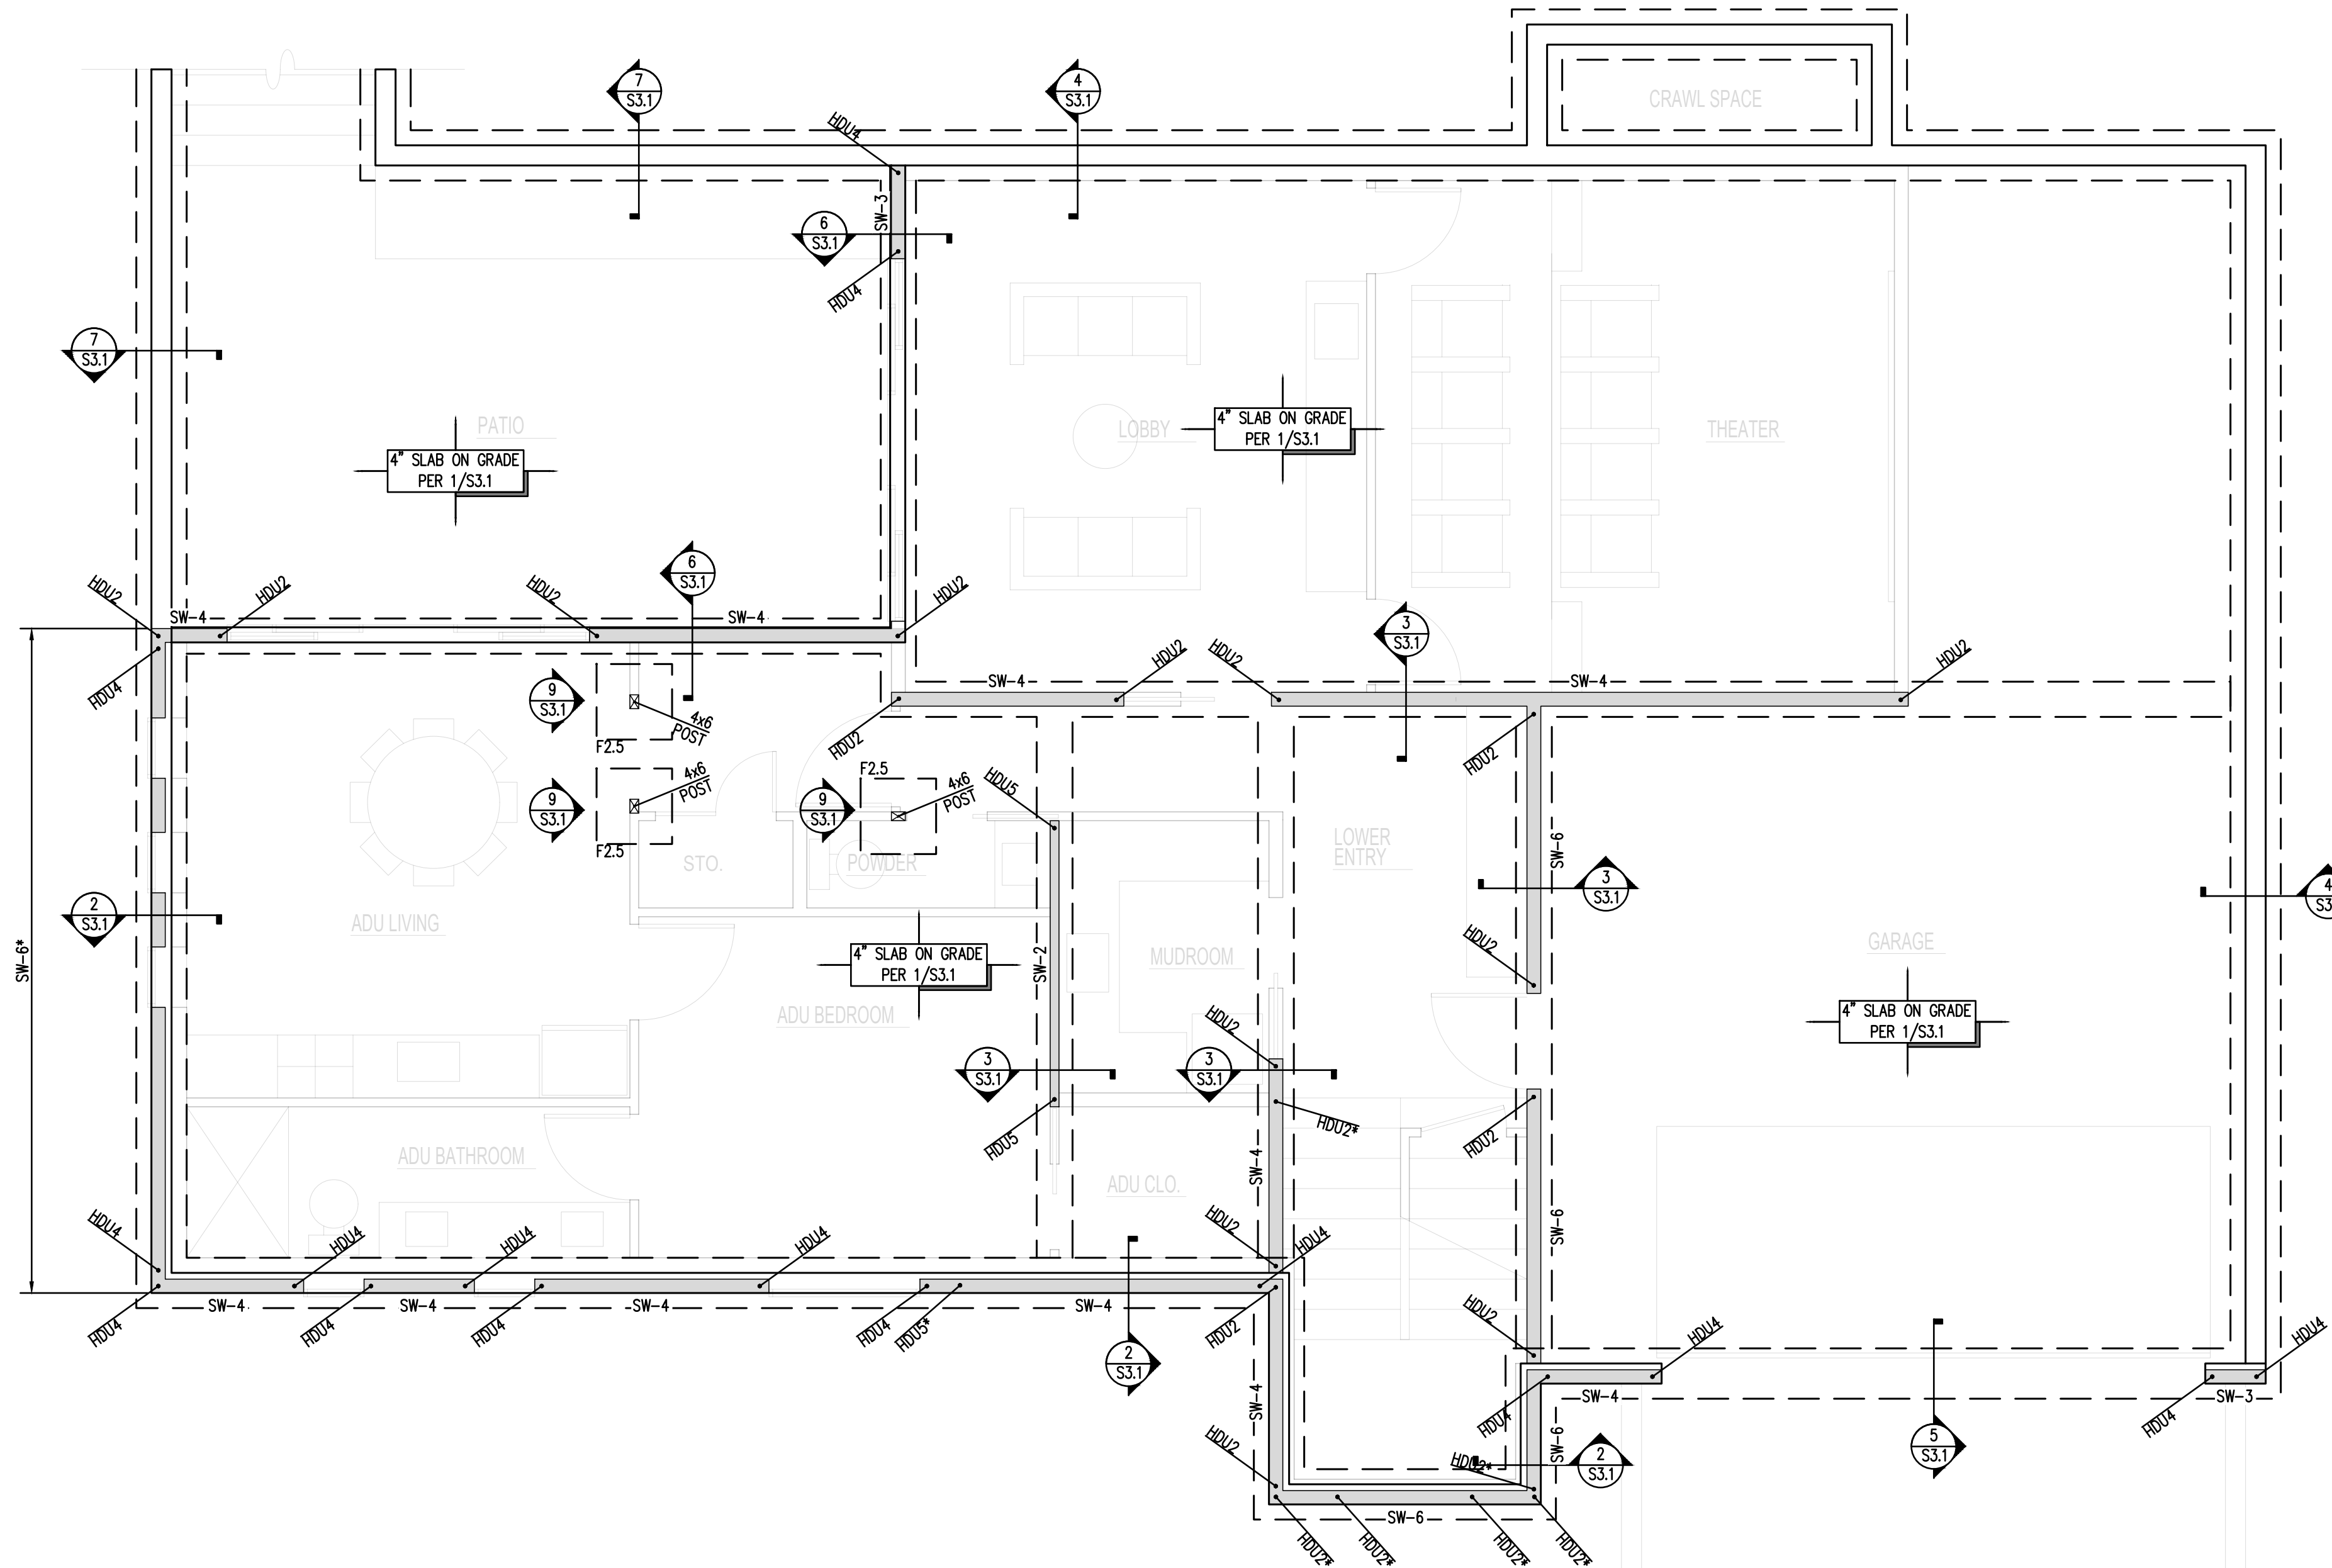 CRAWL SPACE
7
S3.1
4
S3.1
HDU4
SW-3
6
S3.1
HDU4
7
S3.1
PATIO
4" SLAB ON GRADE
PER 1/S3.1
LOBBY
4" SLAB ON GRADE
PER 1/S3.1
THEATER
HDU2
SW-4
HDU2
HDU2
6
S3.1
SW-4
HDU2
HDU4
9
S3.1
F2.5
4x6
POST
9
S3.1
F2.5
4x6
POST
HDU2
SW-4
HDU2
HDU2
3
S3.1
SW-4
HDU2
HDU2
9
S3.1
F2.5
4x6
POST
HDU5
STO.
POWDER
LOWER
ENTRY
SW-6
3
S3.1
4
2
S3.1
SW-6*
ADU LIVING
4" SLAB ON GRADE
PER 1/S3.1
SW-2
MUDROOM
HDU2
GARAGE
4" SLAB ON GRADE
PER 1/S3.1
ADU BEDROOM
3
S3.1
HDU5
HDU2
3
S3.1
HDU2*
HDU2
ADU BATHROOM
ADU CLO.
SW-4
SW-6
HDU4
HDU4
HDU4
HDU4
HDU2
HDU4
HDU2
HDU4
HDU4
SW-4
HDU4
SW-4
HDU4
SW-4
HDU4
HDU5*
SW-4
HDU2
HDU4
2
S3.1
SW-4
HDU2
HDU4
SW-4
SW-6
HDU2*
2
S3.1
5
S3.1
HDU4
SW-3
SW-6
HDU2*
HDU2*
HDU2*
HDU2*